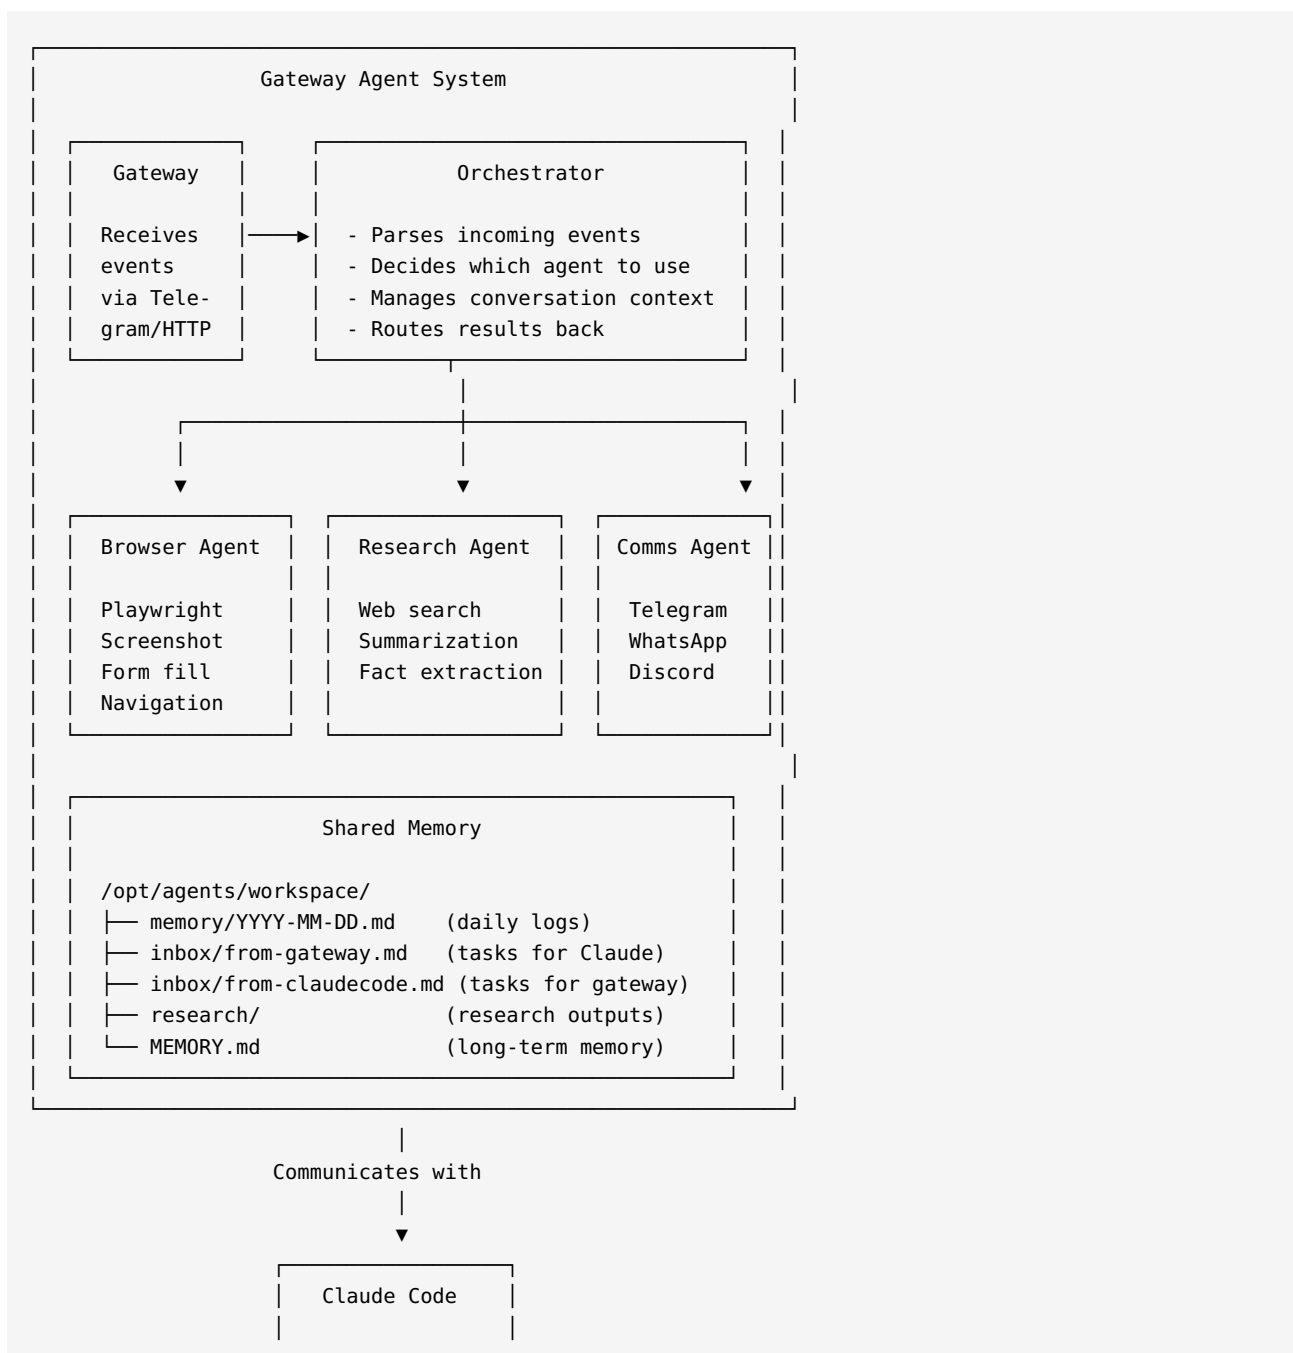 Gateway Agent System
Gateway Orchestrator
Receives - Parses incoming events
events - Decides which agent to use
via Tele- - Manages conversation context
gram/HTTP - Routes results back
Browser Agent Research Agent Comms Agent
Playwright Web search Telegram
Screenshot Summarization WhatsApp
Form fill Fact extraction Discord
Navigation
Shared Memory
/opt/agents/workspace/
├── memory/YYYY-MM-DD.md (daily logs)
├── inbox/from-gateway.md (tasks for Claude)
├── inbox/from-claudecode.md (tasks for gateway)
├── research/ (research outputs)
└── MEMORY.md (long-term memory)
Communicates with
Claude Code